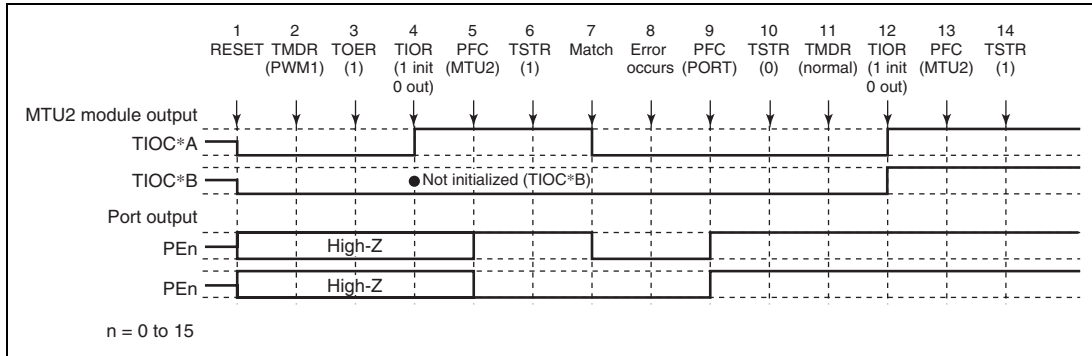 1 2 3 4 5 6 7 8 9 10 11 12 13 14
RESET TMDR TOER TIOR PFC TSTR Match Error PFC TSTR TMDR TIOR PFC TSTR
(PWM1) (1) (1 init (MTU2) (1) occurs (PORT) (0) (normal) (1 init (MTU2) (1)
0 out) 0 out)
MTU2 module output
TIOC*A
TIOC*B
Not initialized (TIOC*B)
Port output
PEn
High-Z
PEn
High-Z
n = 0 to 15